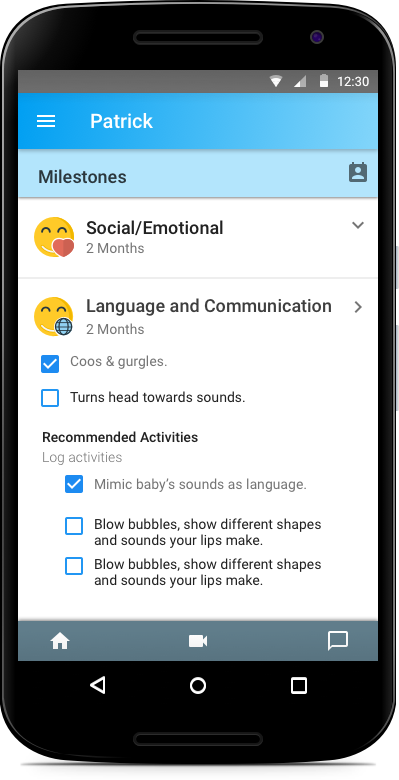 12:30
Patrick
Milestones
Social/Emotional
2 Months
Language and Communication
2 Months
Coos & gurgles.
Turns head towards sounds.
Recommended Activities
Log activities
Mimic baby's sounds as language.
Blow bubbles, show different shapes
and sounds your lips make.
Blow bubbles, show different shapes
and sounds your lips make.